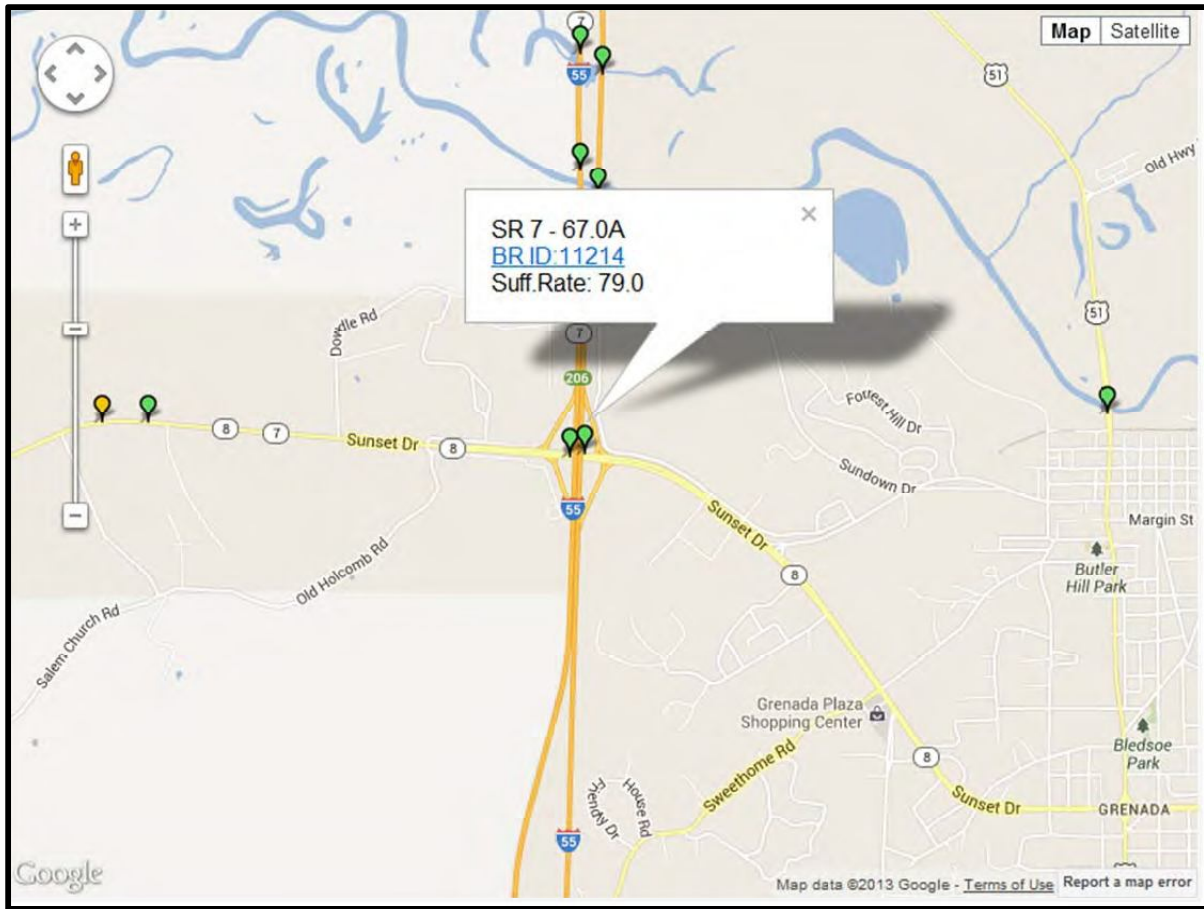 7
Map Satellite
55
51
Old Hwy
SR 7 - 67.0A
BR ID:11214
Suff.Rate: 79.0
×
51
Dowdle Rd
7
206
Forrest Hill Dr
8
7
Sunset Dr
8
Sundown Dr
55
Sunset Dr
Margin St
8
Butler
Hill Park
Old Holcomb Rd
Salem Church Rd
Grenada Plaza
Shopping Center
Bledsoe
Park
8
Sweethome Rd
Friendly Dr
House Rd
Sunset Dr
GRENADA
55
Google
Map data ©2013 Google - Terms of Use Report a map error